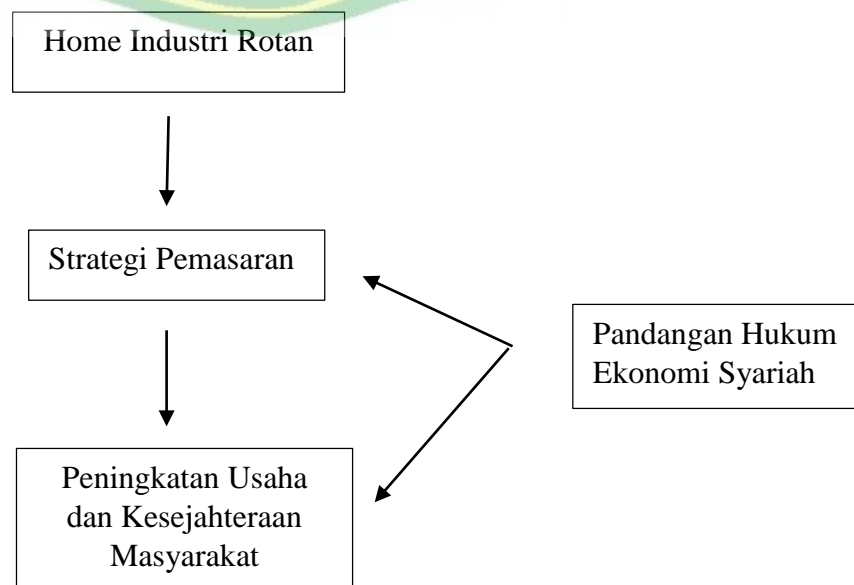 Home Industri Rotan
Strategi Pemasaran
Pandangan Hukum
Ekonomi Syariah
Peningkatan Usaha
dan Kesejahteraan
Masyarakat